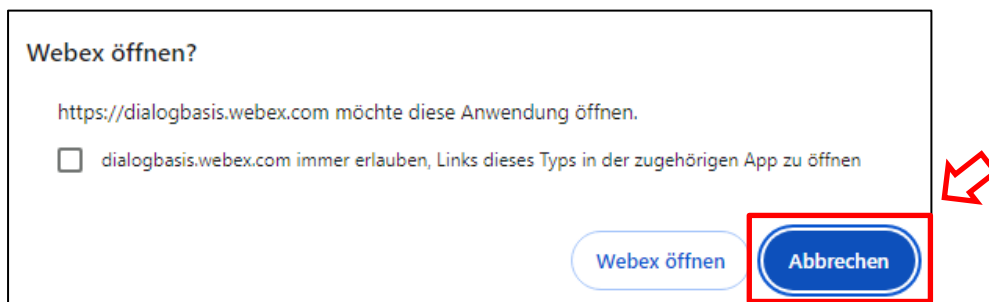 Webex öffnen?
https://dialogbasis.webex.com möchte diese Anwendung öffnen.
dialogbasis.webex.com immer erlauben, Links dieses Typs in der zugehörigen App zu öffnen
Webex öffnen Abbrechen